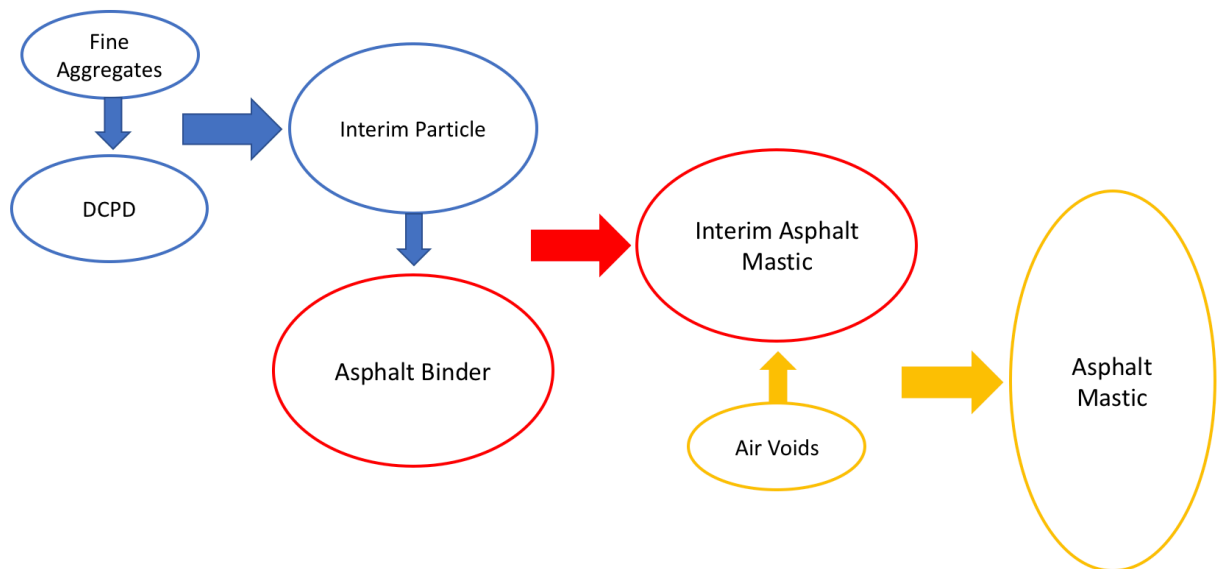 Fine
Aggregates
DCPD
Interim Particle
Asphalt Binder
Interim Asphalt
Mastic
Air Voids
Asphalt
Mastic